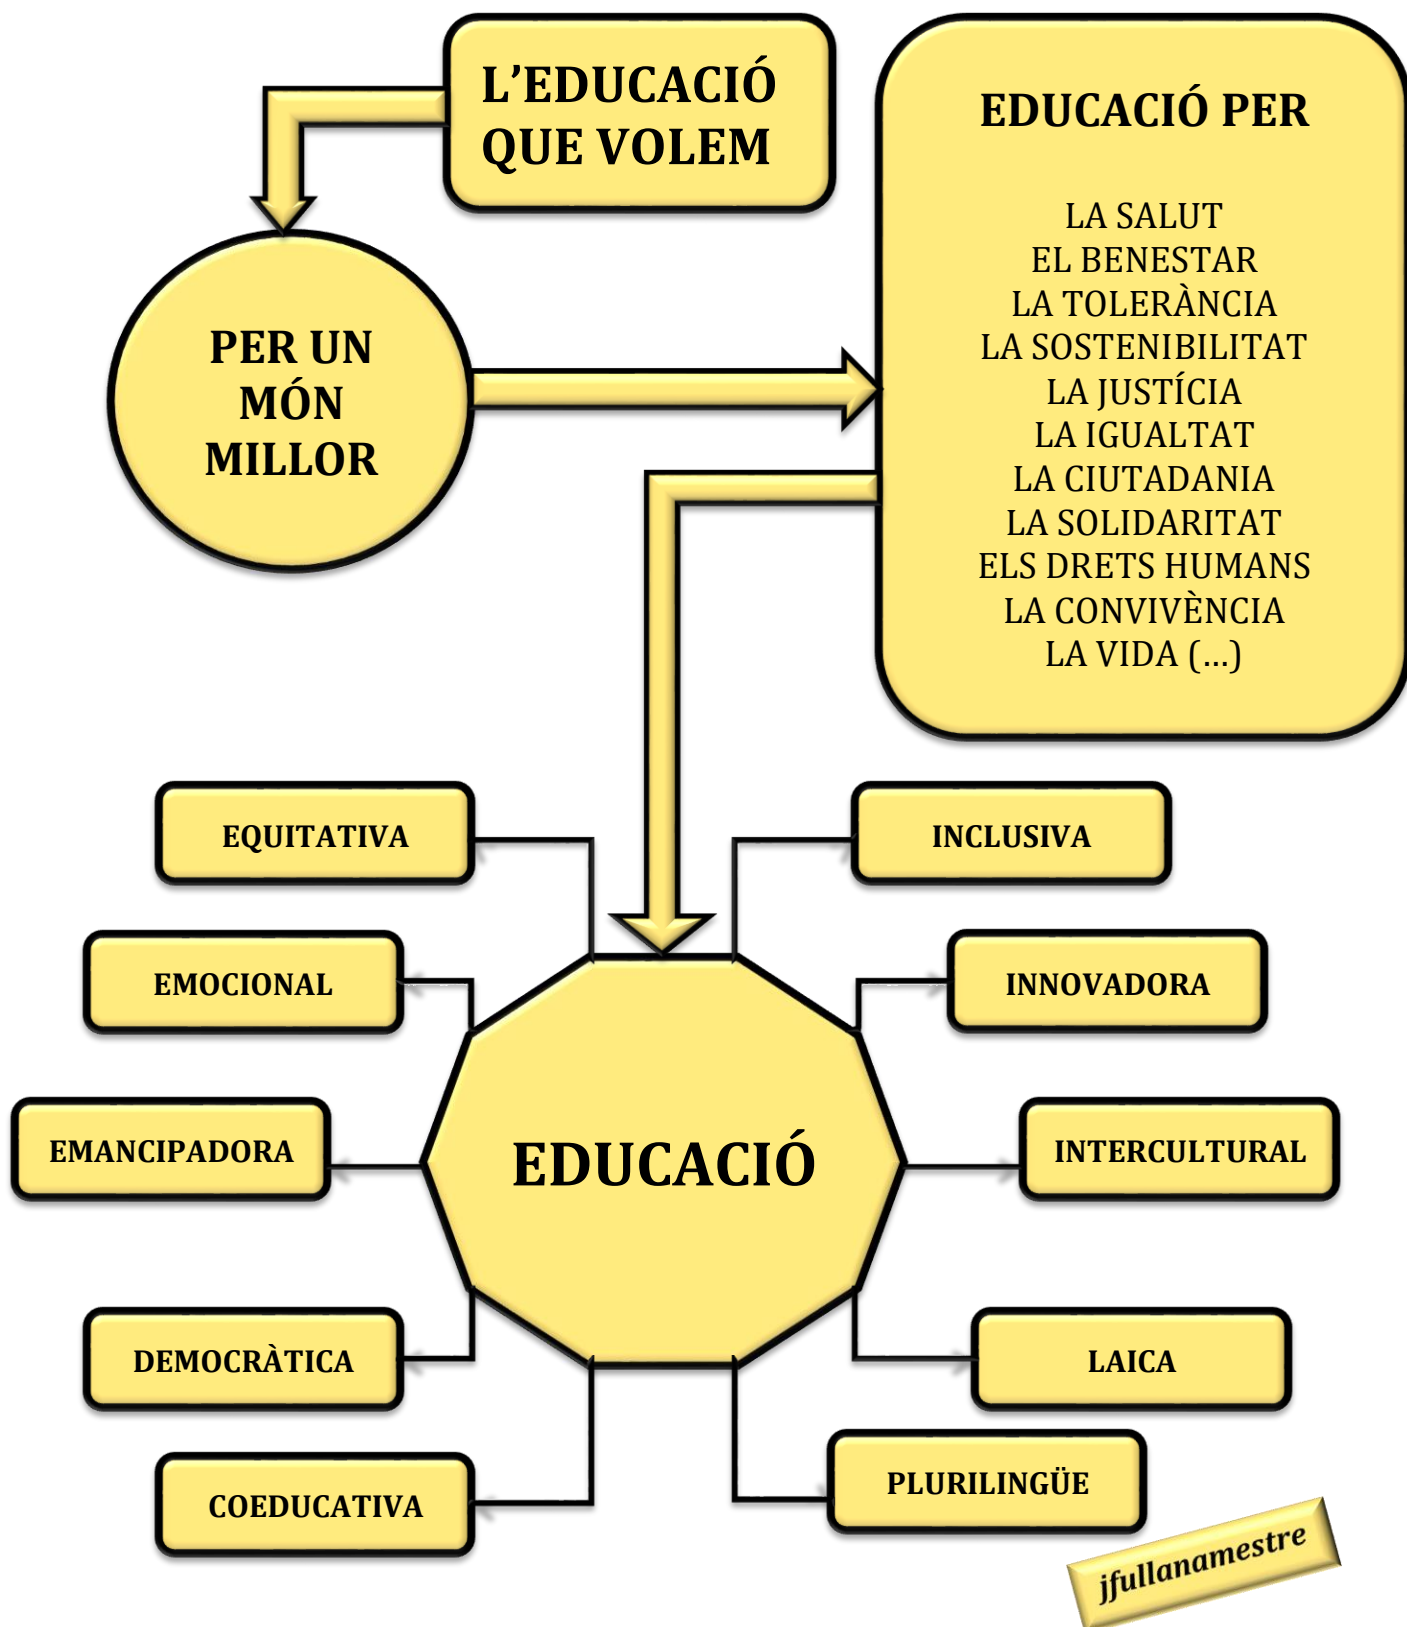 L’EDUCACIÓ
QUE VOLEM
PER UN
MÓN
MILLOR
EDUCACIÓ PER
LA SALUT
EL BENESTAR
LA TOLERÀNCIA
LA SOSTENIBILITAT
LA JUSTÍCIA
LA IGUALTAT
LA CIUTADANIA
LA SOLIDARITAT
ELS DRETS HUMANS
LA CONVIVÈNCIA
LA VIDA (...)
EQUITATIVA
INCLUSIVA
EMOCIONAL
INNOVADORA
EMANCIPADORA
EDUCACIÓ
INTERCULTURAL
DEMOCRÀTICA
LAICA
COEDUCATIVA
PLURILINGÜE
jfullanamestre